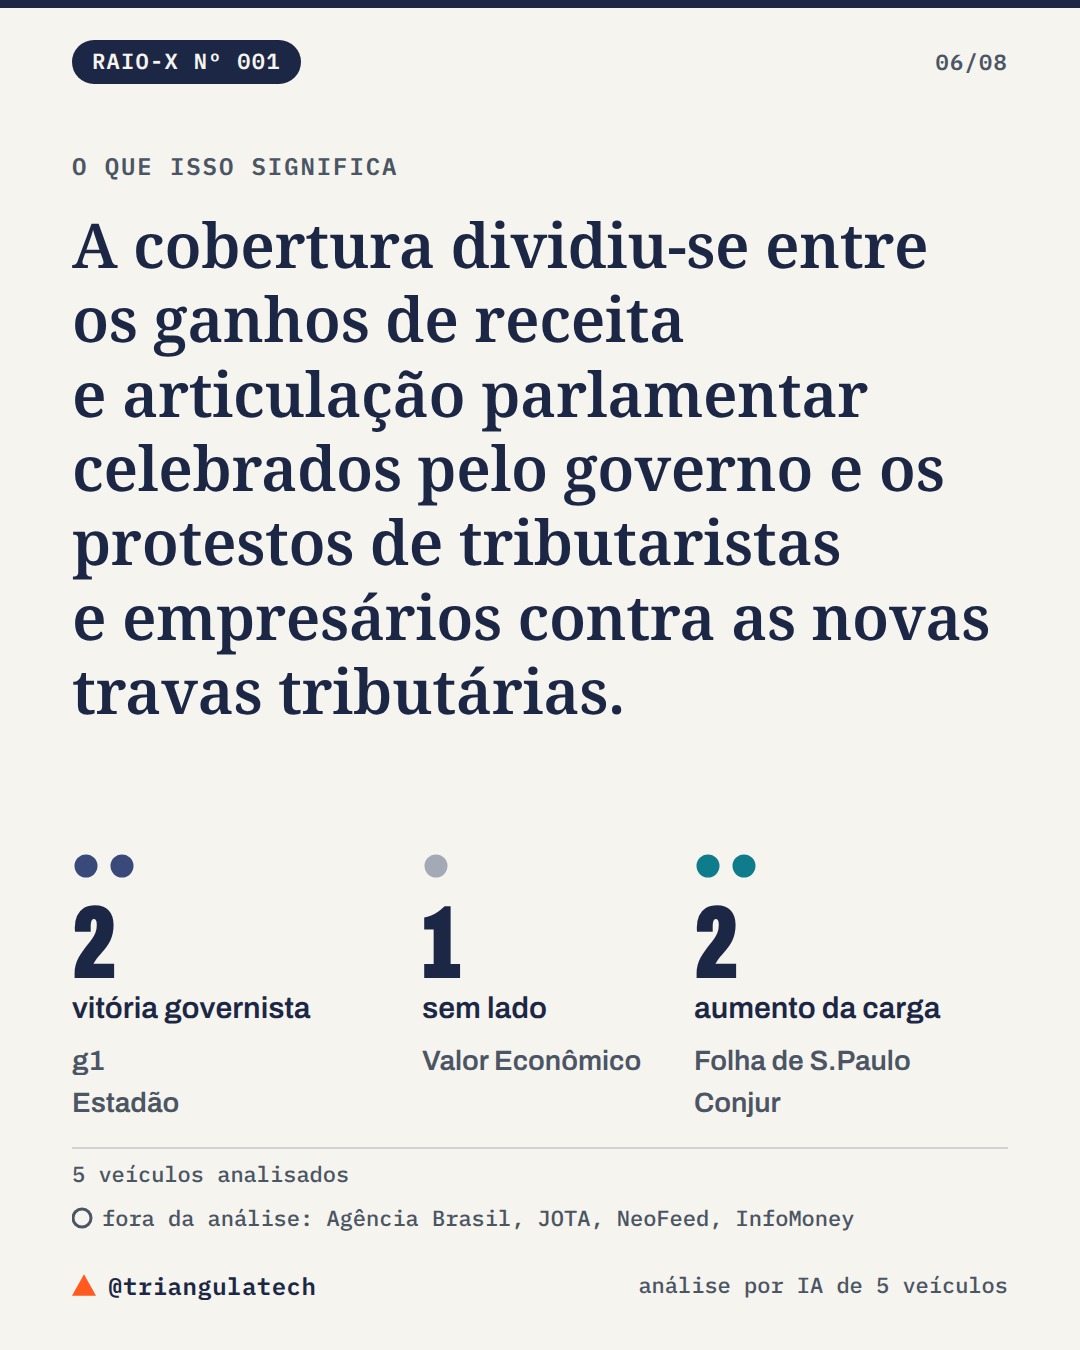 RAIO-X Nº 001
06/08
O QUE ISSO SIGNIFICA
A cobertura dividiu-se entre
os ganhos de receita
e articulação parlamentar
celebrados pelo governo e os
protestos de tributaristas
e empresários contra as novas
travas tributárias.
2
vitória governista
g1
Estadão
1
sem lado
Valor Econômico
2
aumento da carga
Folha de S.Paulo
Conjur
5 veículos analisados
fora da análise: Agência Brasil, JOTA, NeoFeed, InfoMoney
@triangulatech
análise por IA de 5 veículos